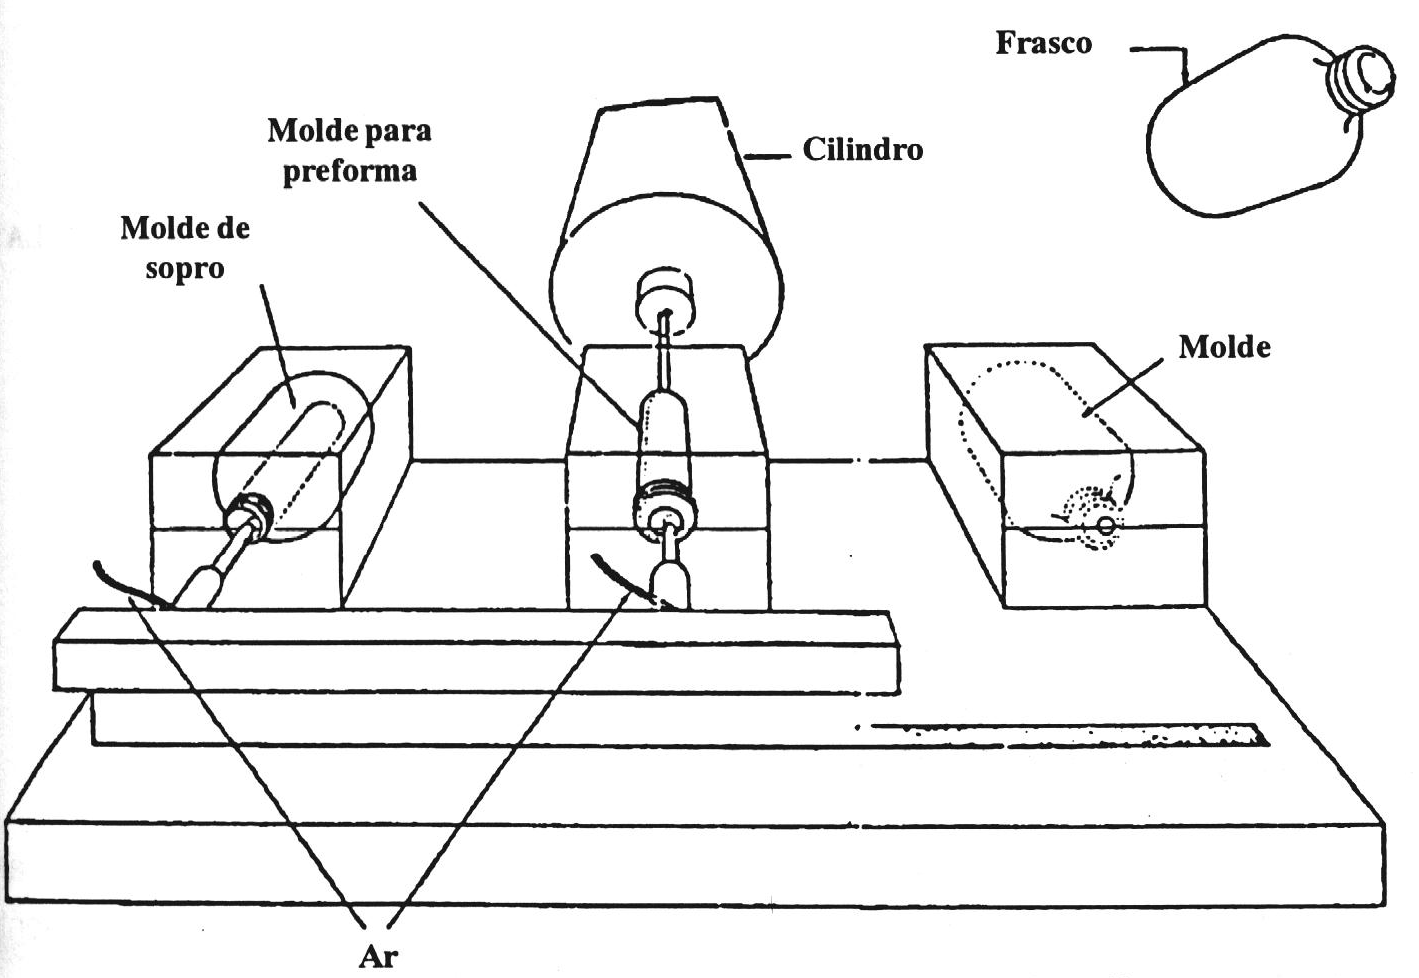 Frasco
Molde para
preforma
Cilindro
Molde de
sopro
Molde
Ar